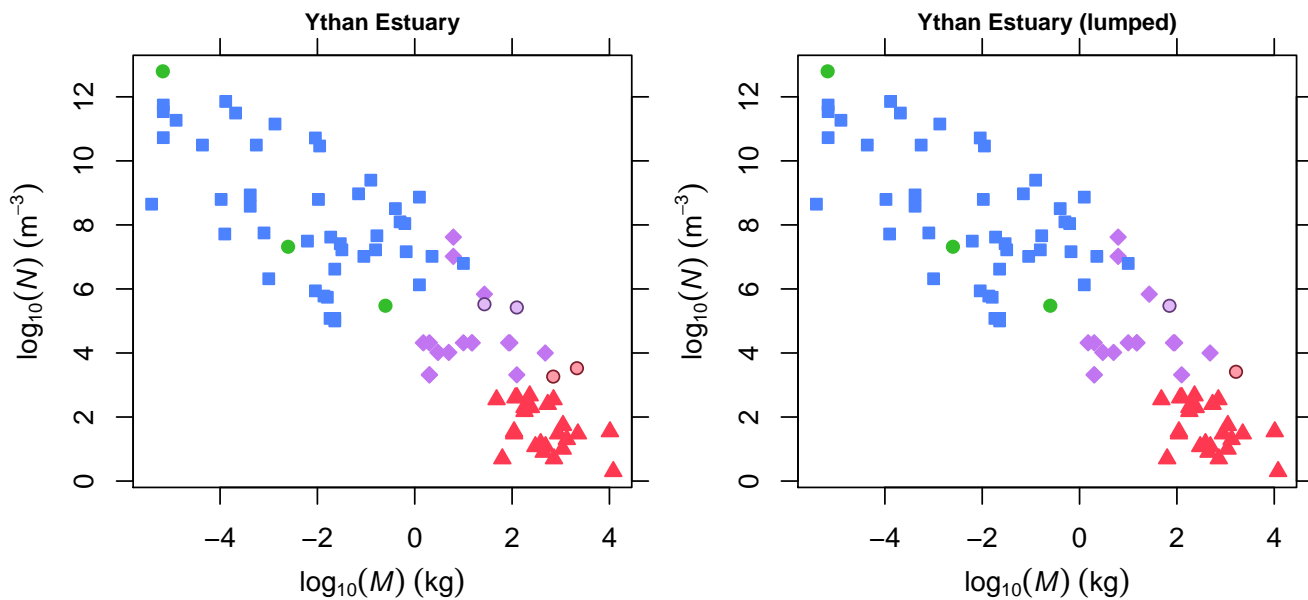 Ythan Estuary
log₁₀(N) (m⁻³)
0 2 4 6 8 10 12
−4 −2 0 2 4
log₁₀(M) (kg)
Ythan Estuary (lumped)
log₁₀(N) (m⁻³)
0 2 4 6 8 10 12
−4 −2 0 2 4
log₁₀(M) (kg)